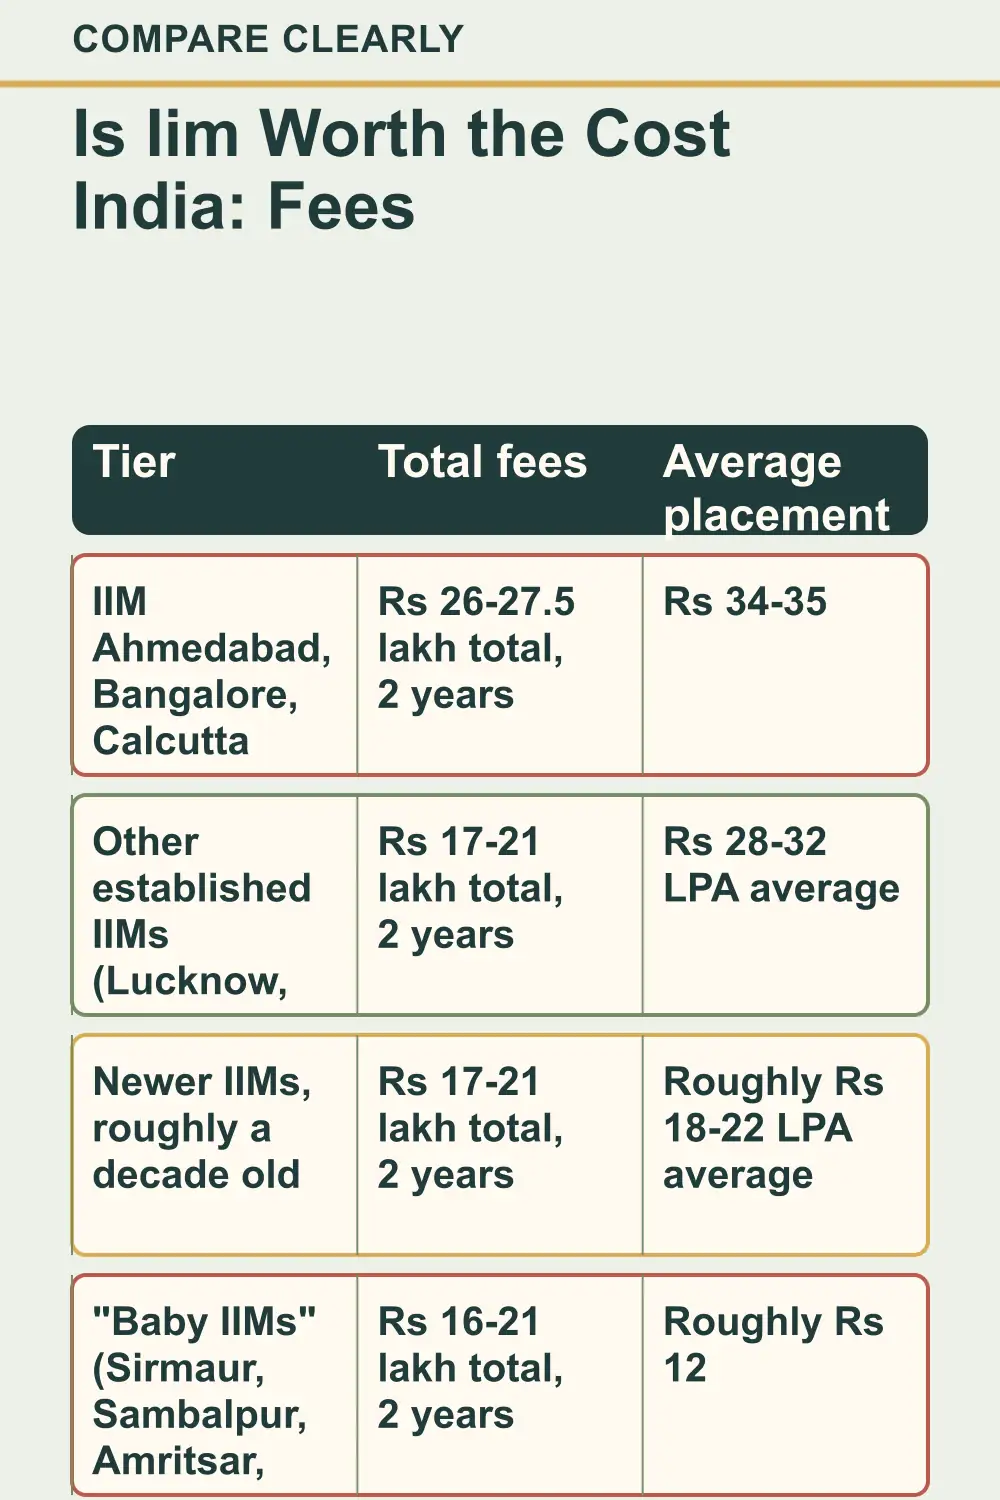 COMPARE CLEARLY
Is Iim Worth the Cost
India: Fees
Tier
Total fees
Average
placement
IIM
Ahmedabad,
Bangalore,
Calcutta
Rs 26-27.5
lakh total,
2 years
Rs 34-35
Other
established
IIMs
(Lucknow,
Rs 17-21
lakh total,
2 years
Rs 28-32
LPA average
Newer IIMs,
roughly a
decade old
Rs 17-21
lakh total,
2 years
Roughly Rs
18-22 LPA
average
"Baby IIMs"
(Sirmaur,
Sambalpur,
Amritsar,
Rs 16-21
lakh total,
2 years
Roughly Rs
12